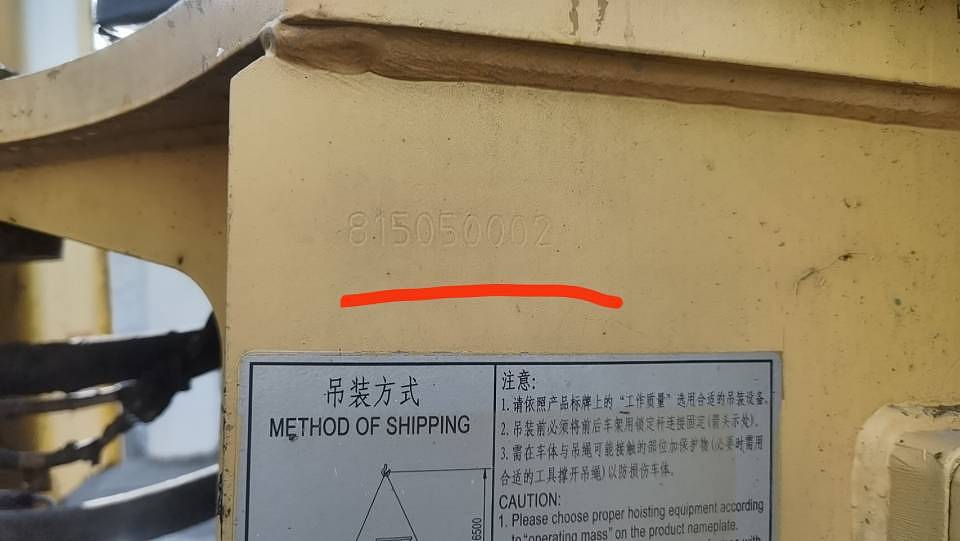 815050002
吊装方式
METHOD OF SHIPPING
6500
注意:
1. 请依照产品标牌上的“工作质量”选用合适的吊装设备.
2. 吊装前必须将前后车架用锁定杆连接固定(箭头示处)。
3. 需在车体与吊绳可能接触的部位加保护物(必要时需用
合适的工具撑开吊绳)以防损伤车体。
CAUTION:
1. Please choose proper hoisting equipment according
to "operating mass" on the product nameplate.